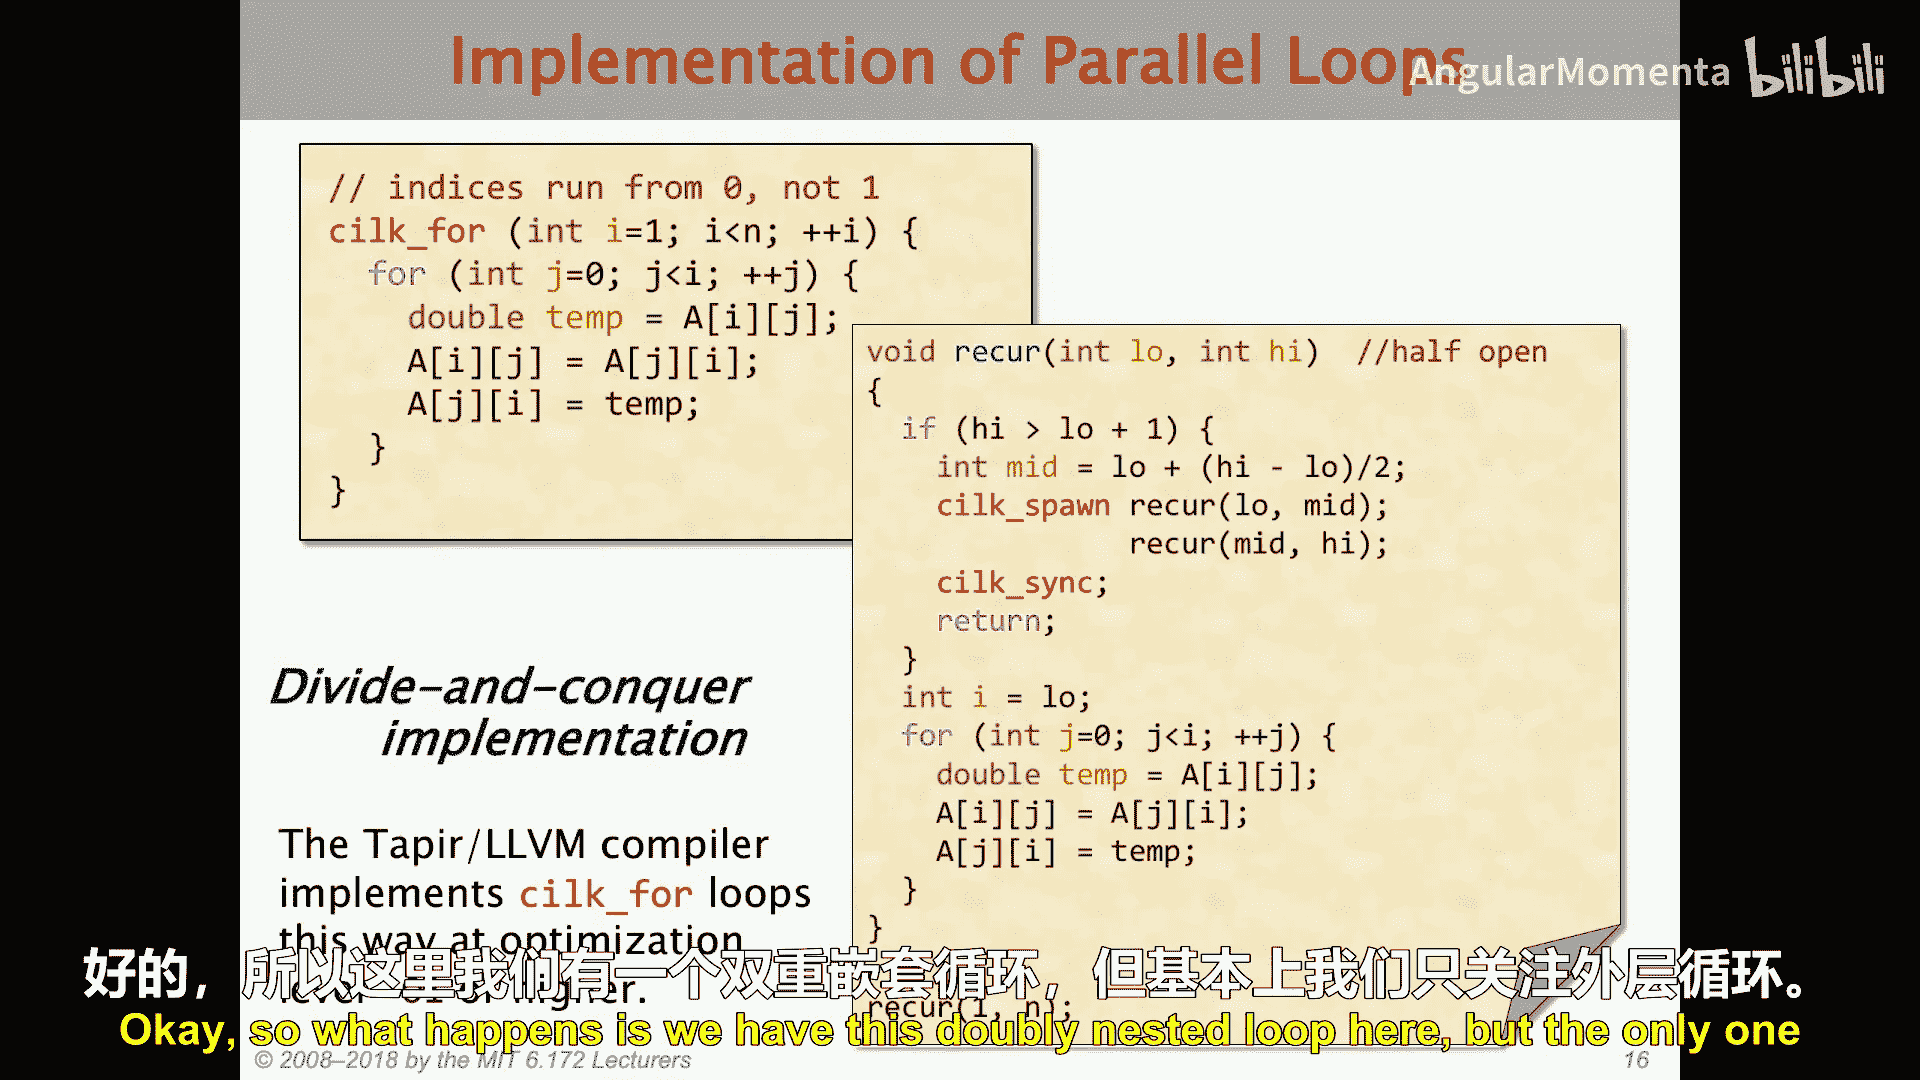 Implementation of Parallel Loops
AngularMomenta bilibili
// indices run from 0, not 1
cilk_for (int i=1; i<n; ++i) {
for (int j=0; j<i; ++j) {
double temp = A[i][j];
A[i][j] = A[j][i];
A[j][i] = temp;
}
}
void recur(int lo, int hi) //half open
{
if (hi > lo + 1) {
int mid = lo + (hi - lo)/2;
cilk_spawn recur(lo, mid);
recur(mid, hi);
cilk_sync;
return;
}
int i = lo;
for (int j=0; j<i; ++j) {
double temp = A[i][j];
A[i][j] = A[j][i];
A[j][i] = temp;
}
}
recur(1, n);
Divide-and-conquer
implementation
The Tapir/LLVM compiler
implements cilk_for loops
this way at optimization
higher.
好的，所以这里我们有一个双重嵌套循环，但基本上我们只关注外层循环。
Okay, so what happens is we have this doubly nested loop here, but the only one
© 2008–2018 by the MIT 6.172 Lecturers
16